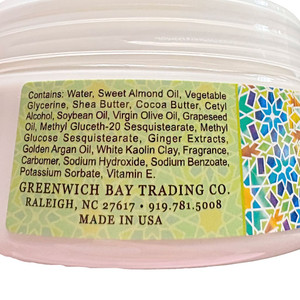 Contains: Water, Sweet Almond Oil, Vegetable
Glycerine, Shea Butter, Cocoa Butter, Cetyl
Alcohol, Soybean Oil, Virgin Olive Oil, Grapeseed
Oil, Methyl Gluceth-20 Sesquistearate, Methyl
Glucose Sesquistearate, Ginger Extracts,
Golden Argan Oil, White Kaolin Clay, Fragrance,
Carbomer, Sodium Hydroxide, Sodium Benzoate,
Potassium Sorbate, Vitamin E.
GREENWICH BAY TRADING CO.
RALEIGH, NC 27617 • 919.781.5008
MADE IN USA